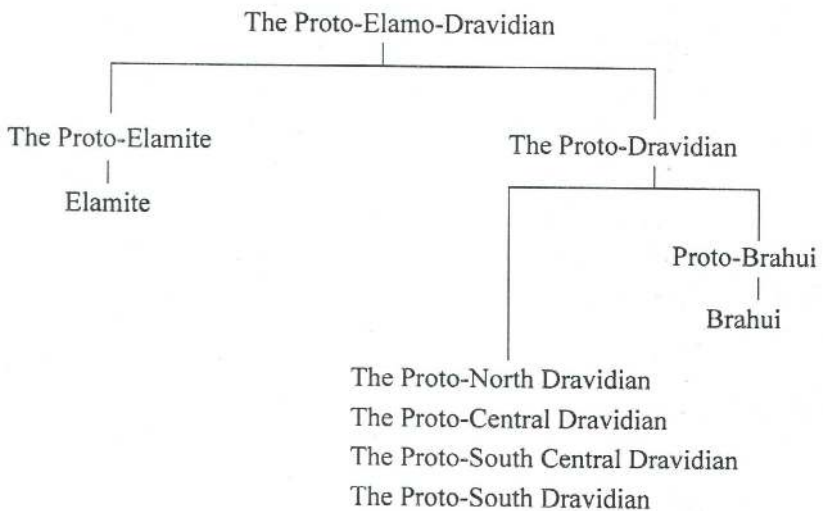 The Proto-Elamo-Dravidian
The Proto-Elamite
The Proto-Dravidian
Elamite
Proto-Brahui
Brahui
The Proto-North Dravidian
The Proto-Central Dravidian
The Proto-South Central Dravidian
The Proto-South Dravidian